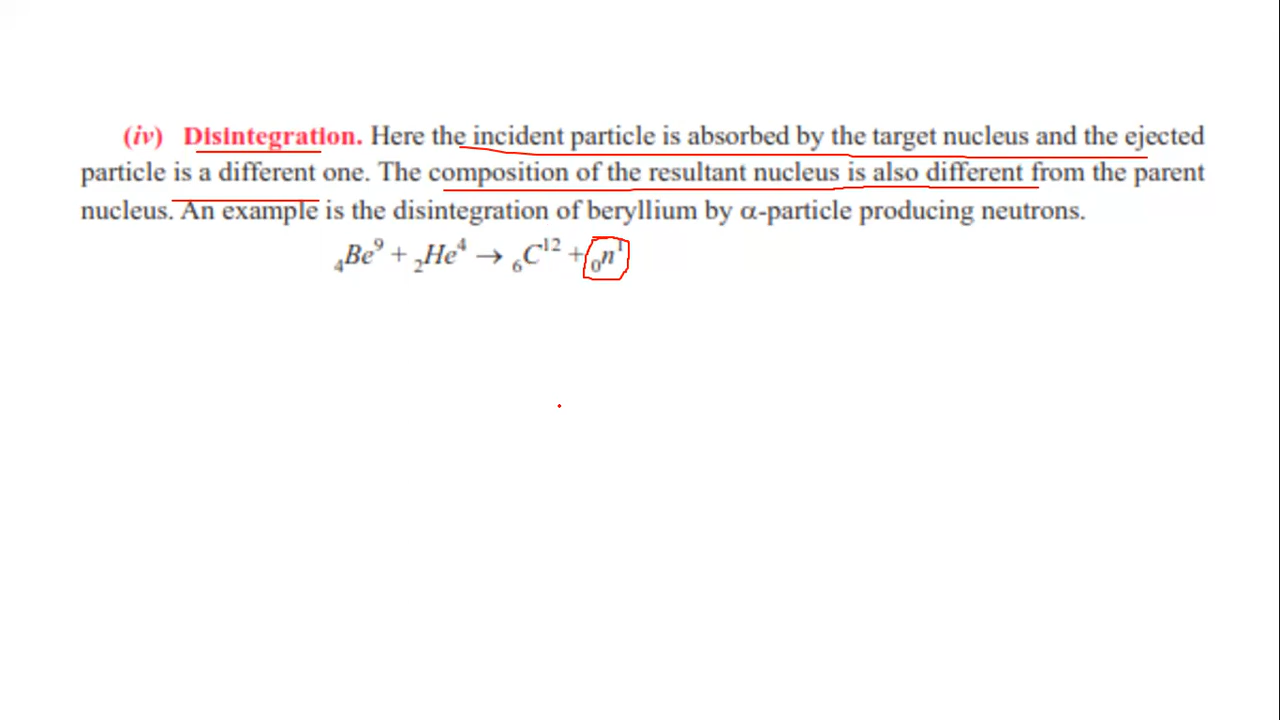 (iv) Disintegration. Here the incident particle is absorbed by the target nucleus and the ejected
particle is a different one. The composition of the resultant nucleus is also different from the parent
nucleus. An example is the disintegration of beryllium by α-particle producing neutrons.
₄Be⁹ + ₂He⁴ → ₆C¹² + ₀n¹